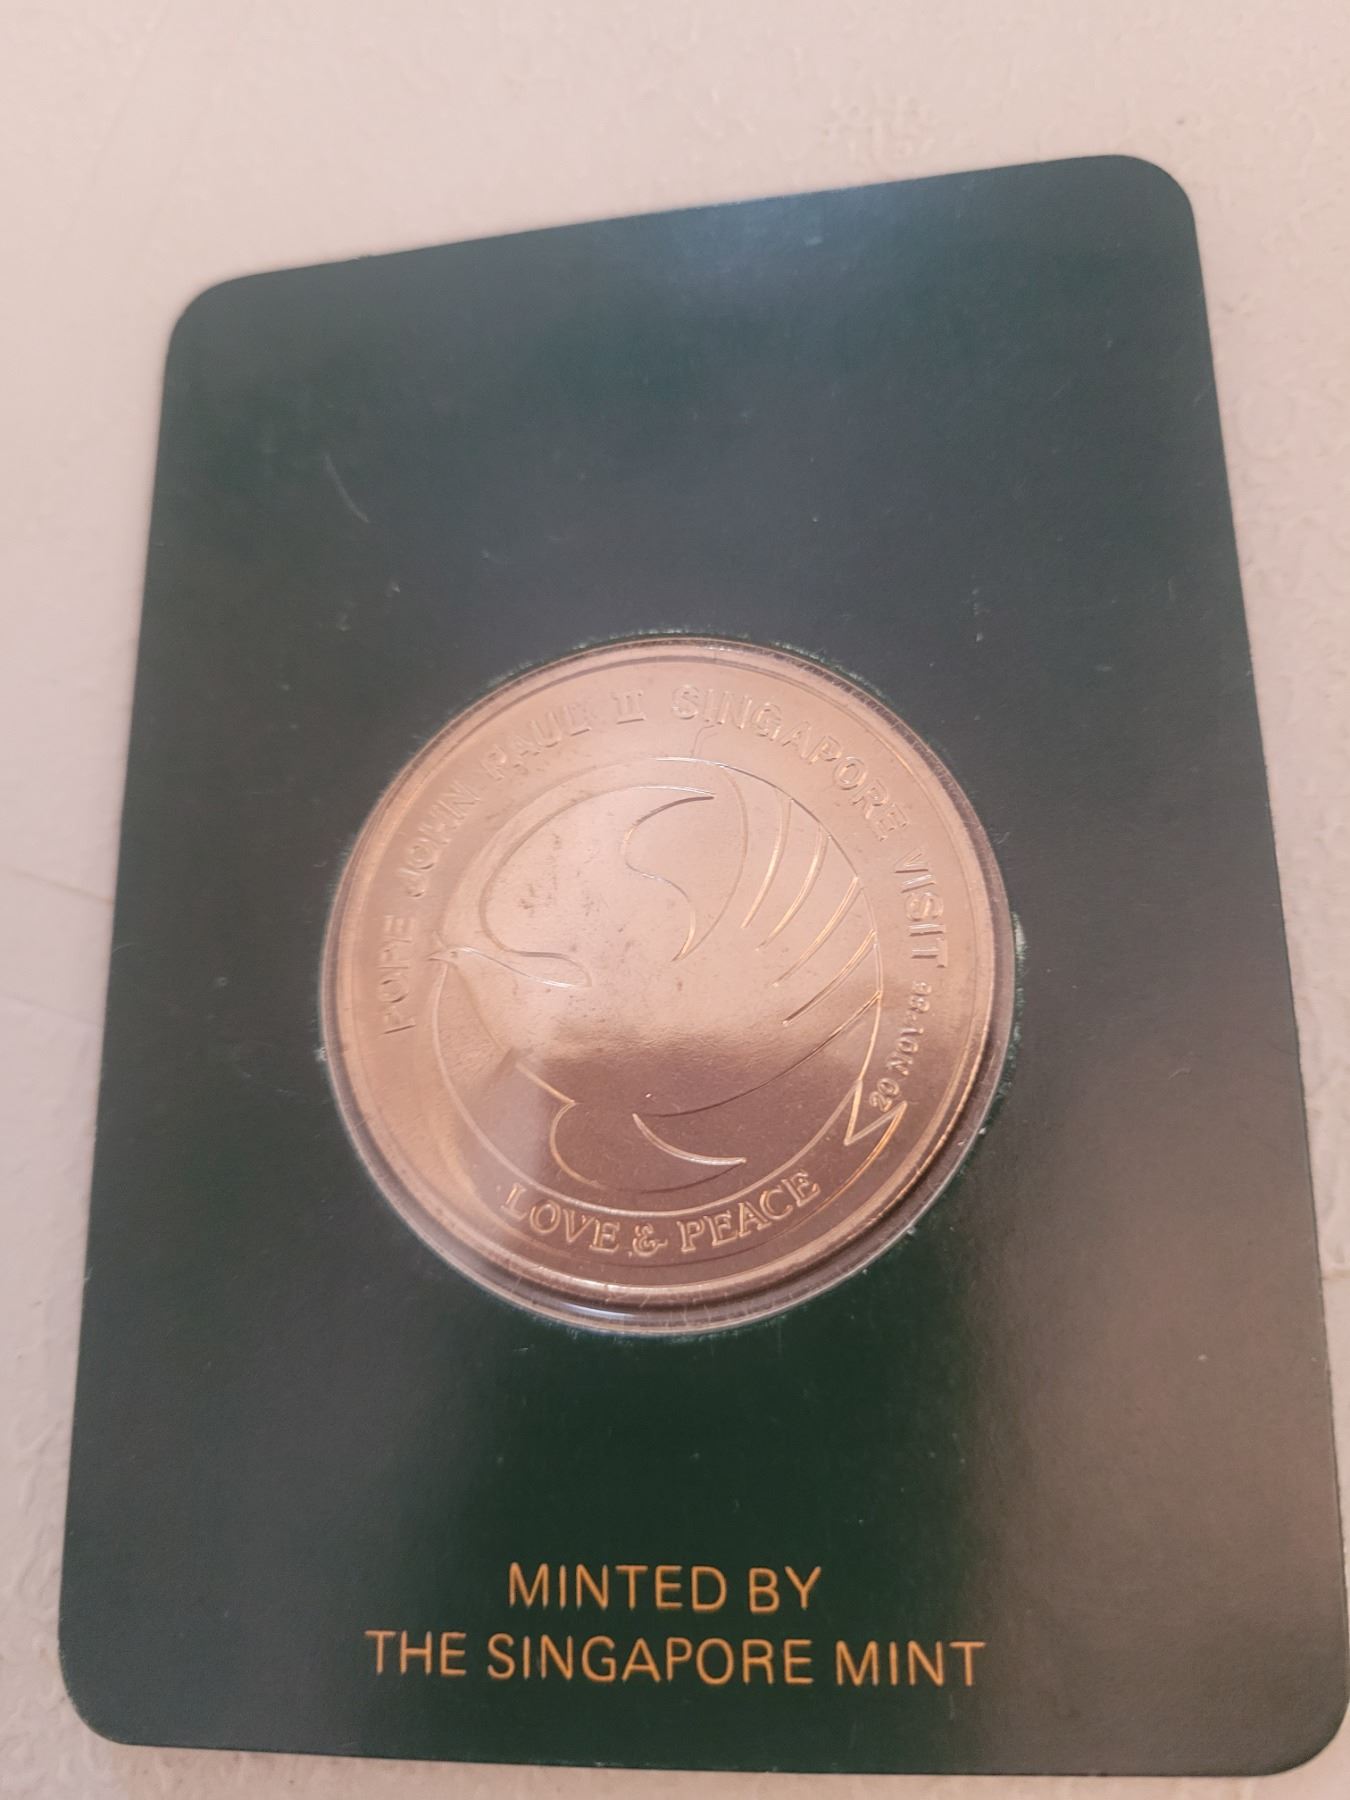 POPE JOHN PAUL II SINGAPORE VISIT
20 NOV·86
LOVE & PEACE
MINTED BY
THE SINGAPORE MINT